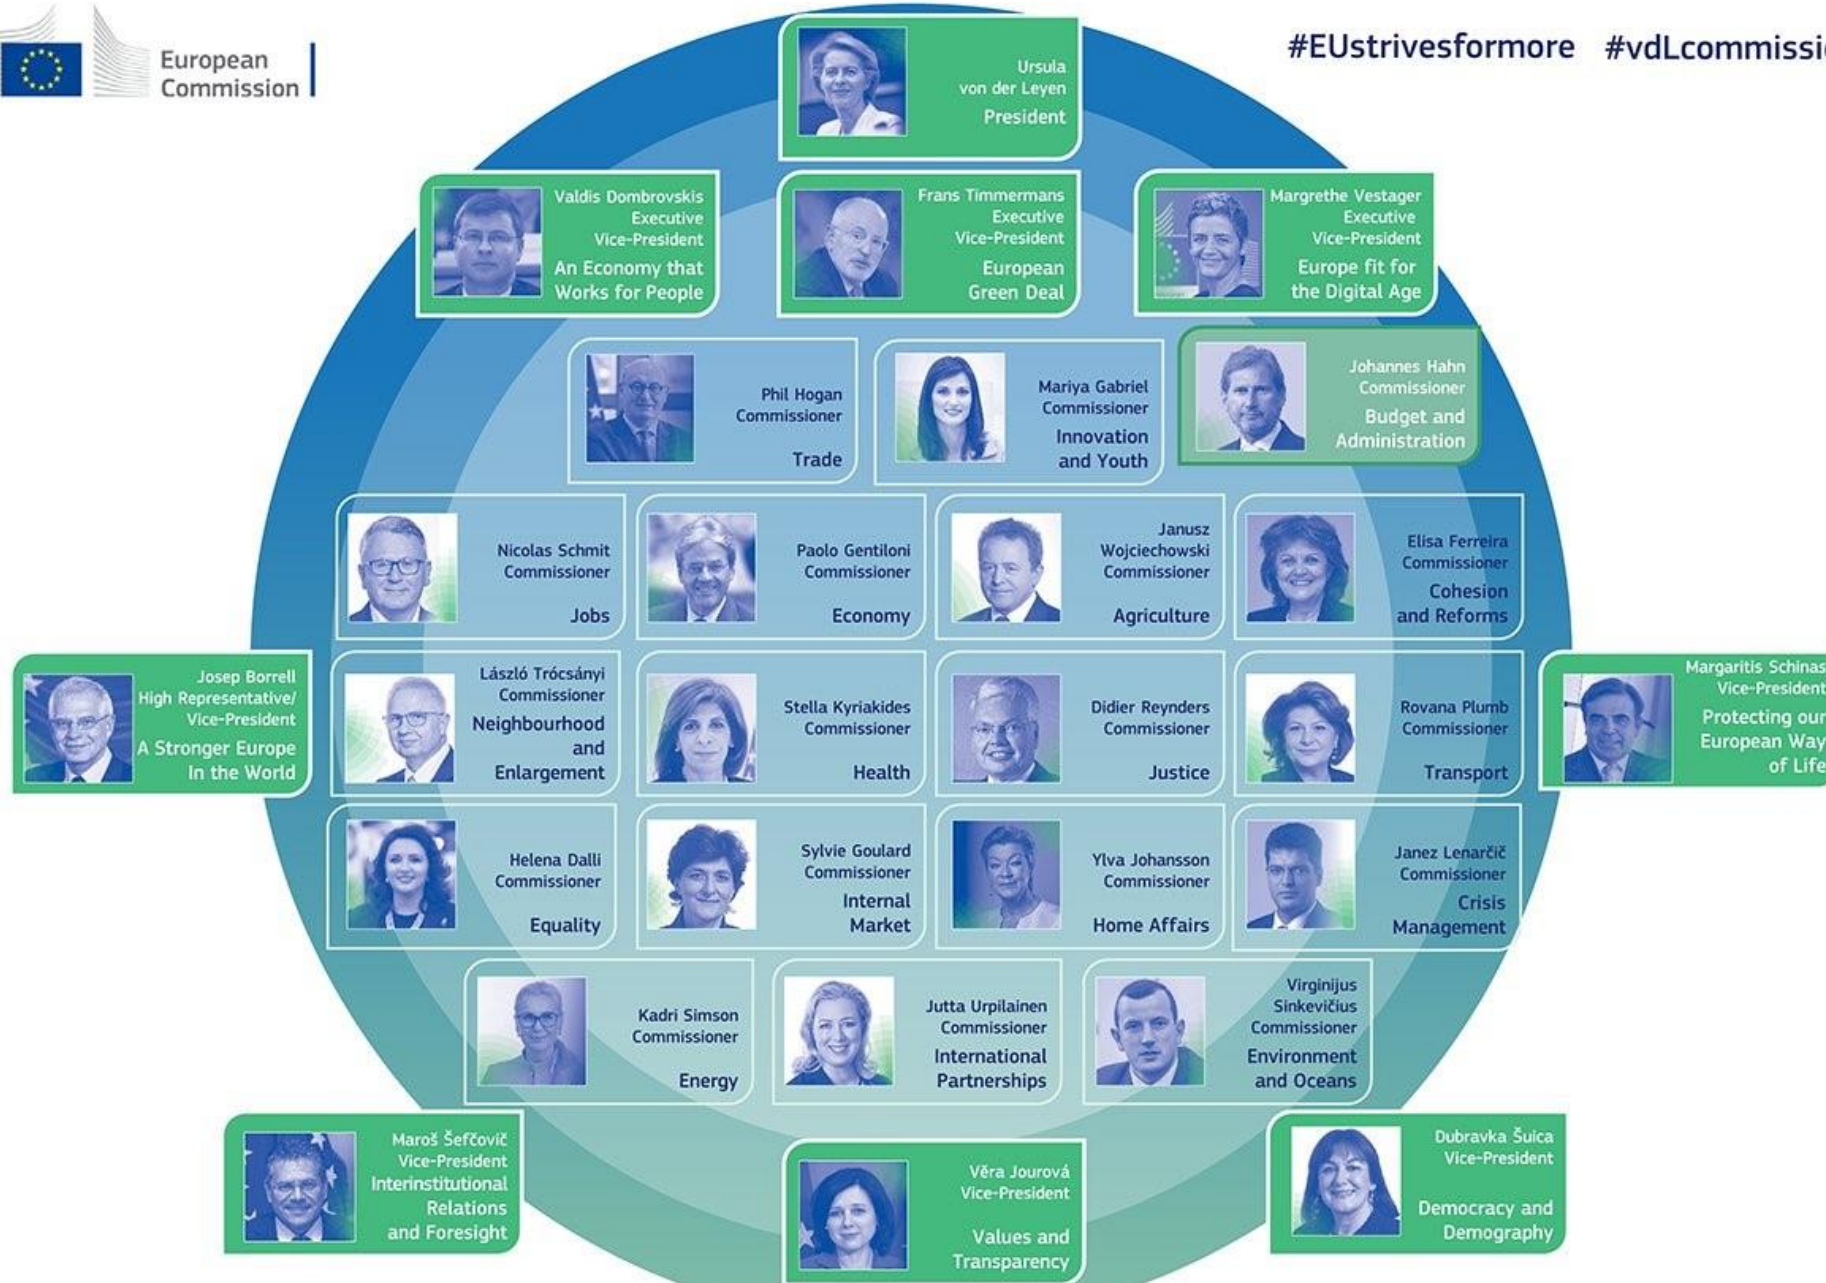 European
Commission
#EUstrivesformore #vdLcommissi
Ursula
von der Leyen
President
Valdis Dombrovskis
Executive
Vice-President
An Economy that
Works for People
Frans Timmermans
Executive
Vice-President
European
Green Deal
Margrethe Vestager
Executive
Vice-President
Europe fit for
the Digital Age
Phil Hogan
Commissioner
Trade
Mariya Gabriel
Commissioner
Innovation
and Youth
Johannes Hahn
Commissioner
Budget and
Administration
Nicolas Schmit
Commissioner
Jobs
Paolo Gentiloni
Commissioner
Economy
Janusz
Wojciechowski
Commissioner
Agriculture
Elisa Ferreira
Commissioner
Cohesion
and Reforms
Josep Borrell
High Representative/
Vice-President
A Stronger Europe
In the World
László Trócsányi
Commissioner
Neighbourhood
and
Enlargement
Stella Kyriakides
Commissioner
Health
Didier Reynders
Commissioner
Justice
Rovana Plumb
Commissioner
Transport
Margaritis Schinas
Vice-President
Protecting our
European Way
of Life
Helena Dalli
Commissioner
Equality
Sylvie Goulard
Commissioner
Internal
Market
Ylva Johansson
Commissioner
Home Affairs
Janez Lenarčič
Commissioner
Crisis
Management
Kadri Simson
Commissioner
Energy
Jutta Urpilainen
Commissioner
International
Partnerships
Virginijus
Sinkevičius
Commissioner
Environment
and Oceans
Maroš Šefčovič
Vice-President
Interinstitutional
Relations
and Foresight
Věra Jourová
Vice-President
Values and
Transparency
Dubravka Šuica
Vice-President
Democracy and
Demography